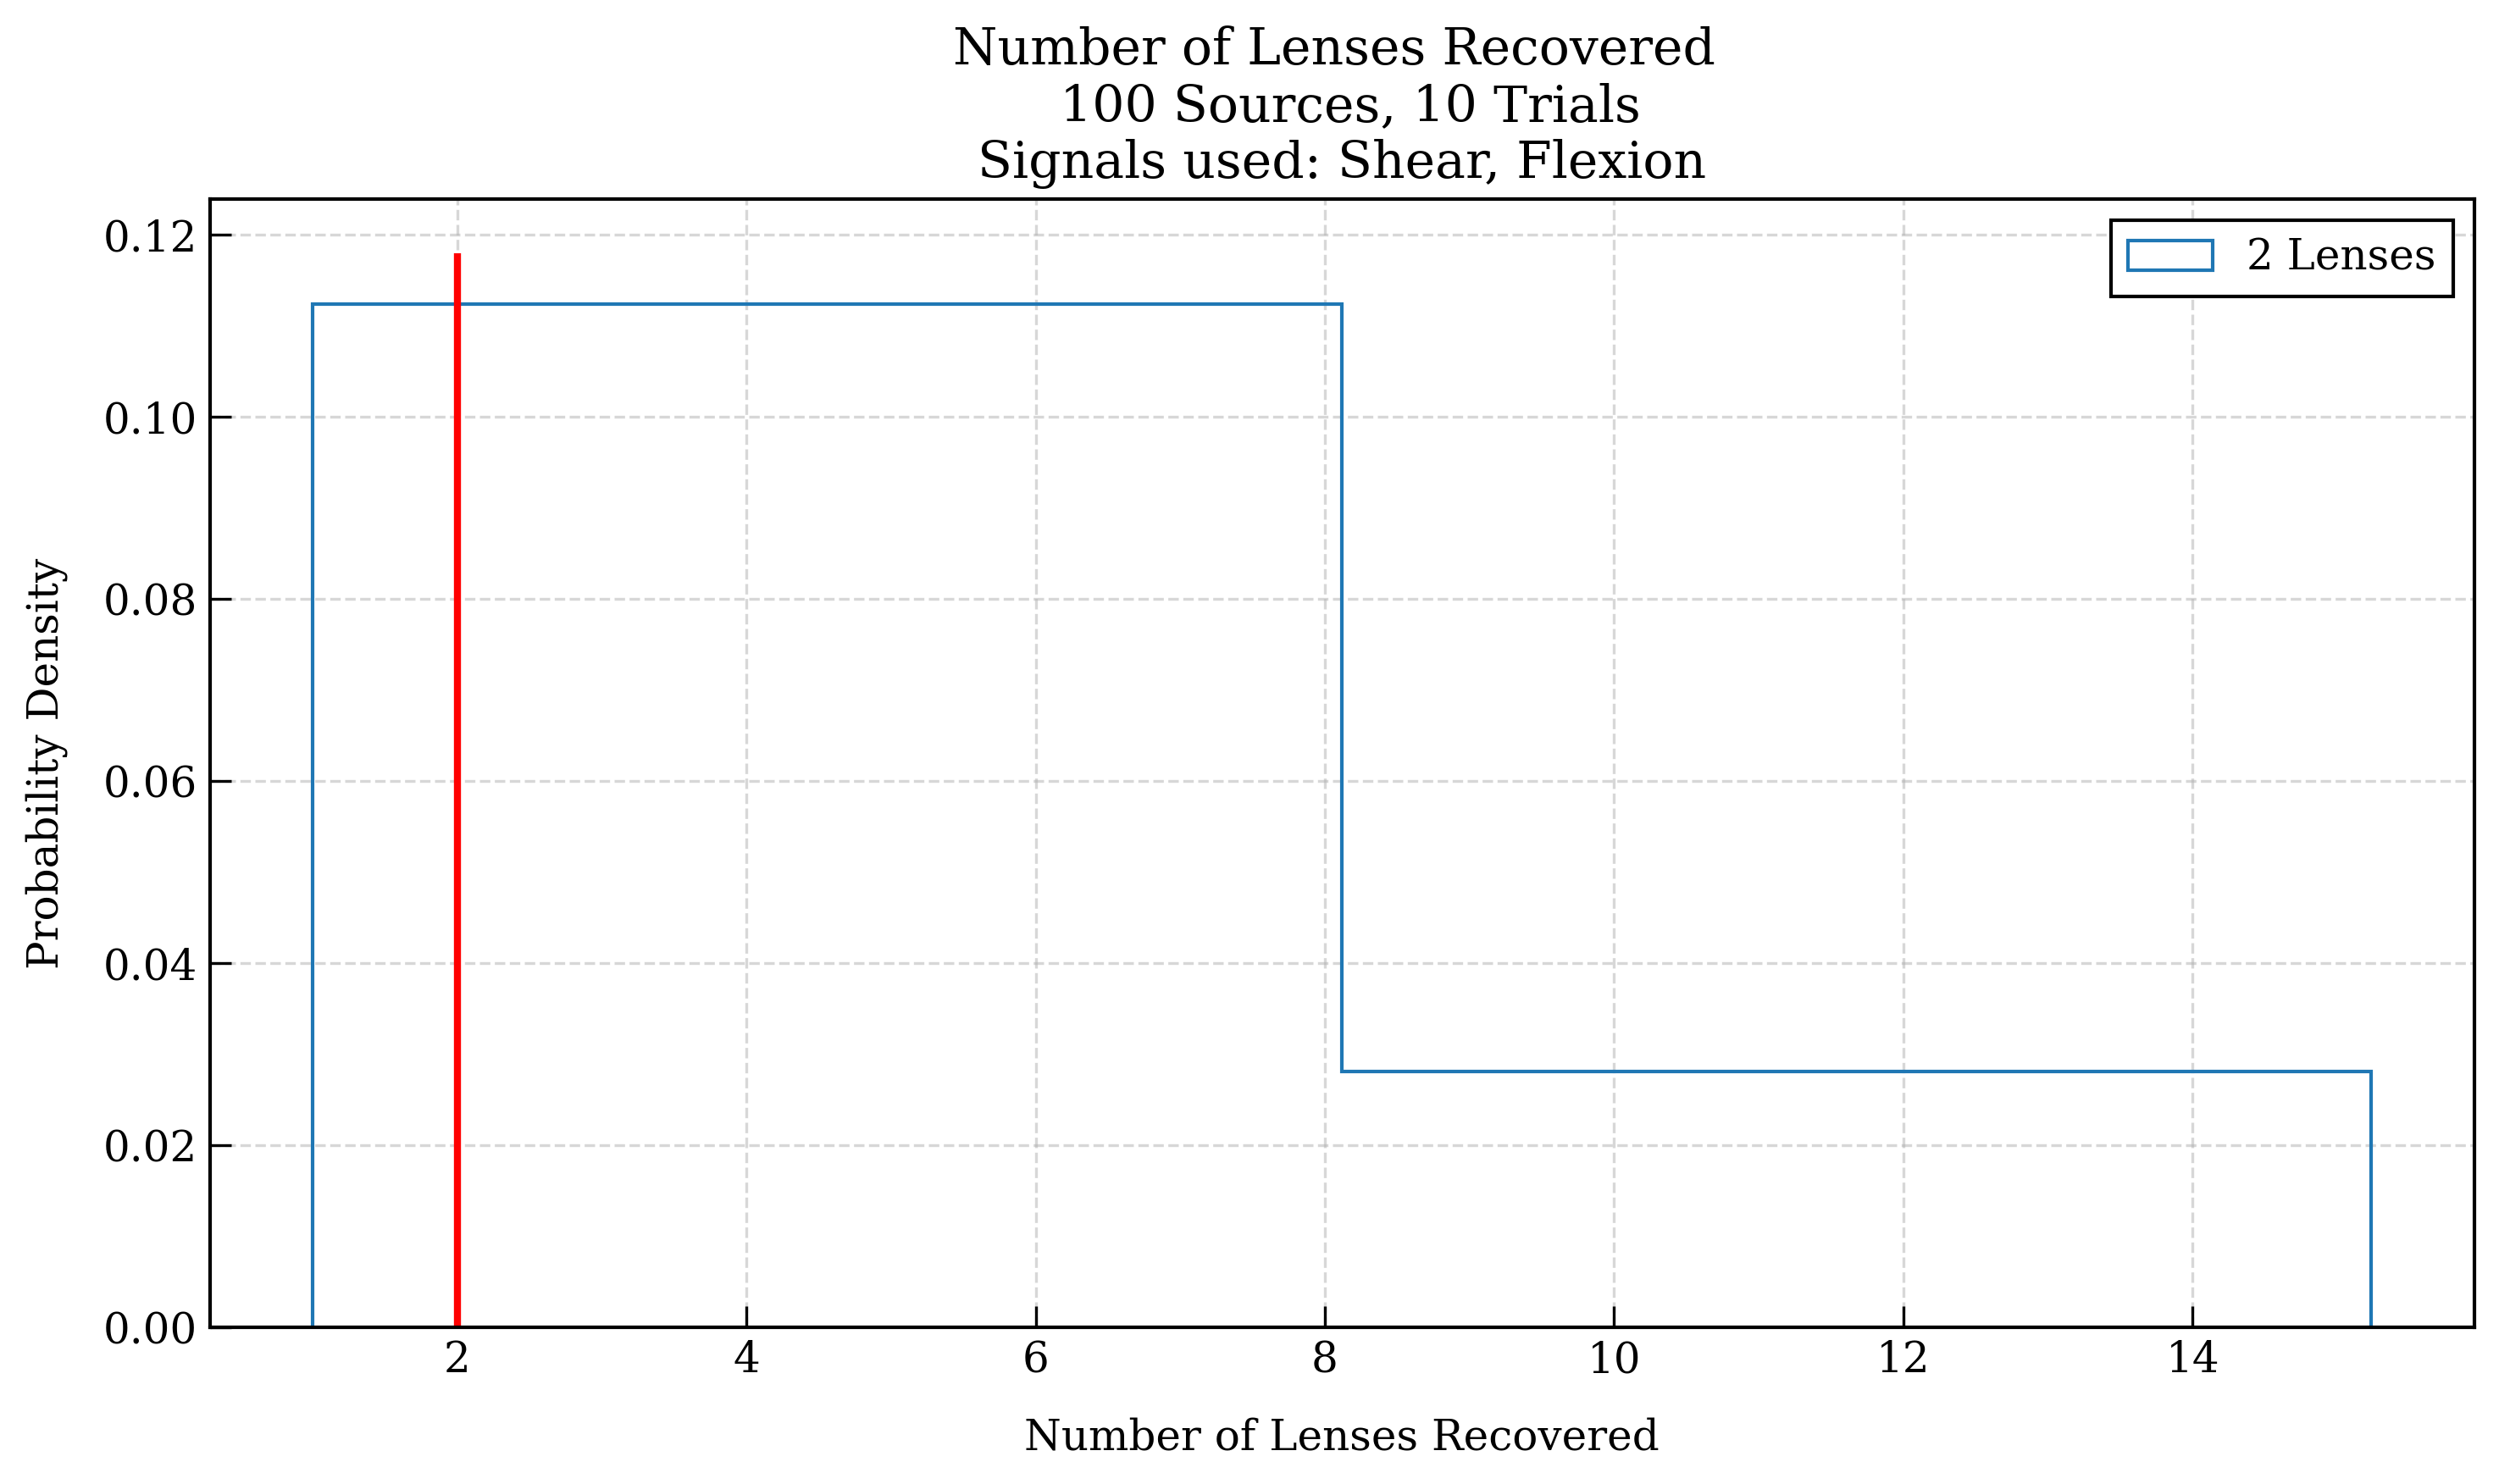 Number of Lenses Recovered
100 Sources, 10 Trials
Signals used: Shear, Flexion
2 Lenses
Probability Density
0.12
0.10
0.08
0.06
0.04
0.02
0.00
2 4 6 8 10 12 14
Number of Lenses Recovered